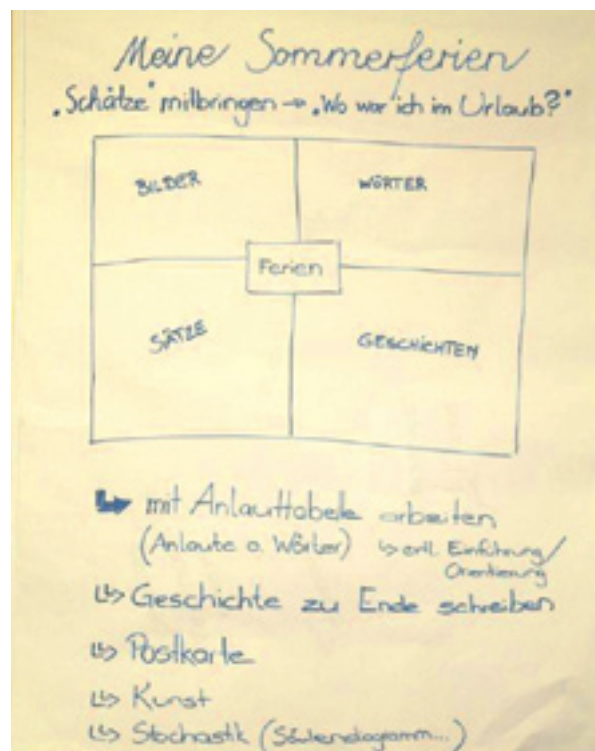 Meine Sommerferien
„Schätze" mitbringen → „Wo war ich im Urlaub?"
BILDER
WÖRTER
Ferien
SÄTZE
GESCHICHTEN
↳ mit Anlauttabelle arbeiten
(Anlaute o. Wörter) ↳ evtl. Einführung/
Orientierung
↳ Geschichte zu Ende schreiben
↳ Postkarte
↳ Kunst
↳ Stochastik (Säulendiagramm...)